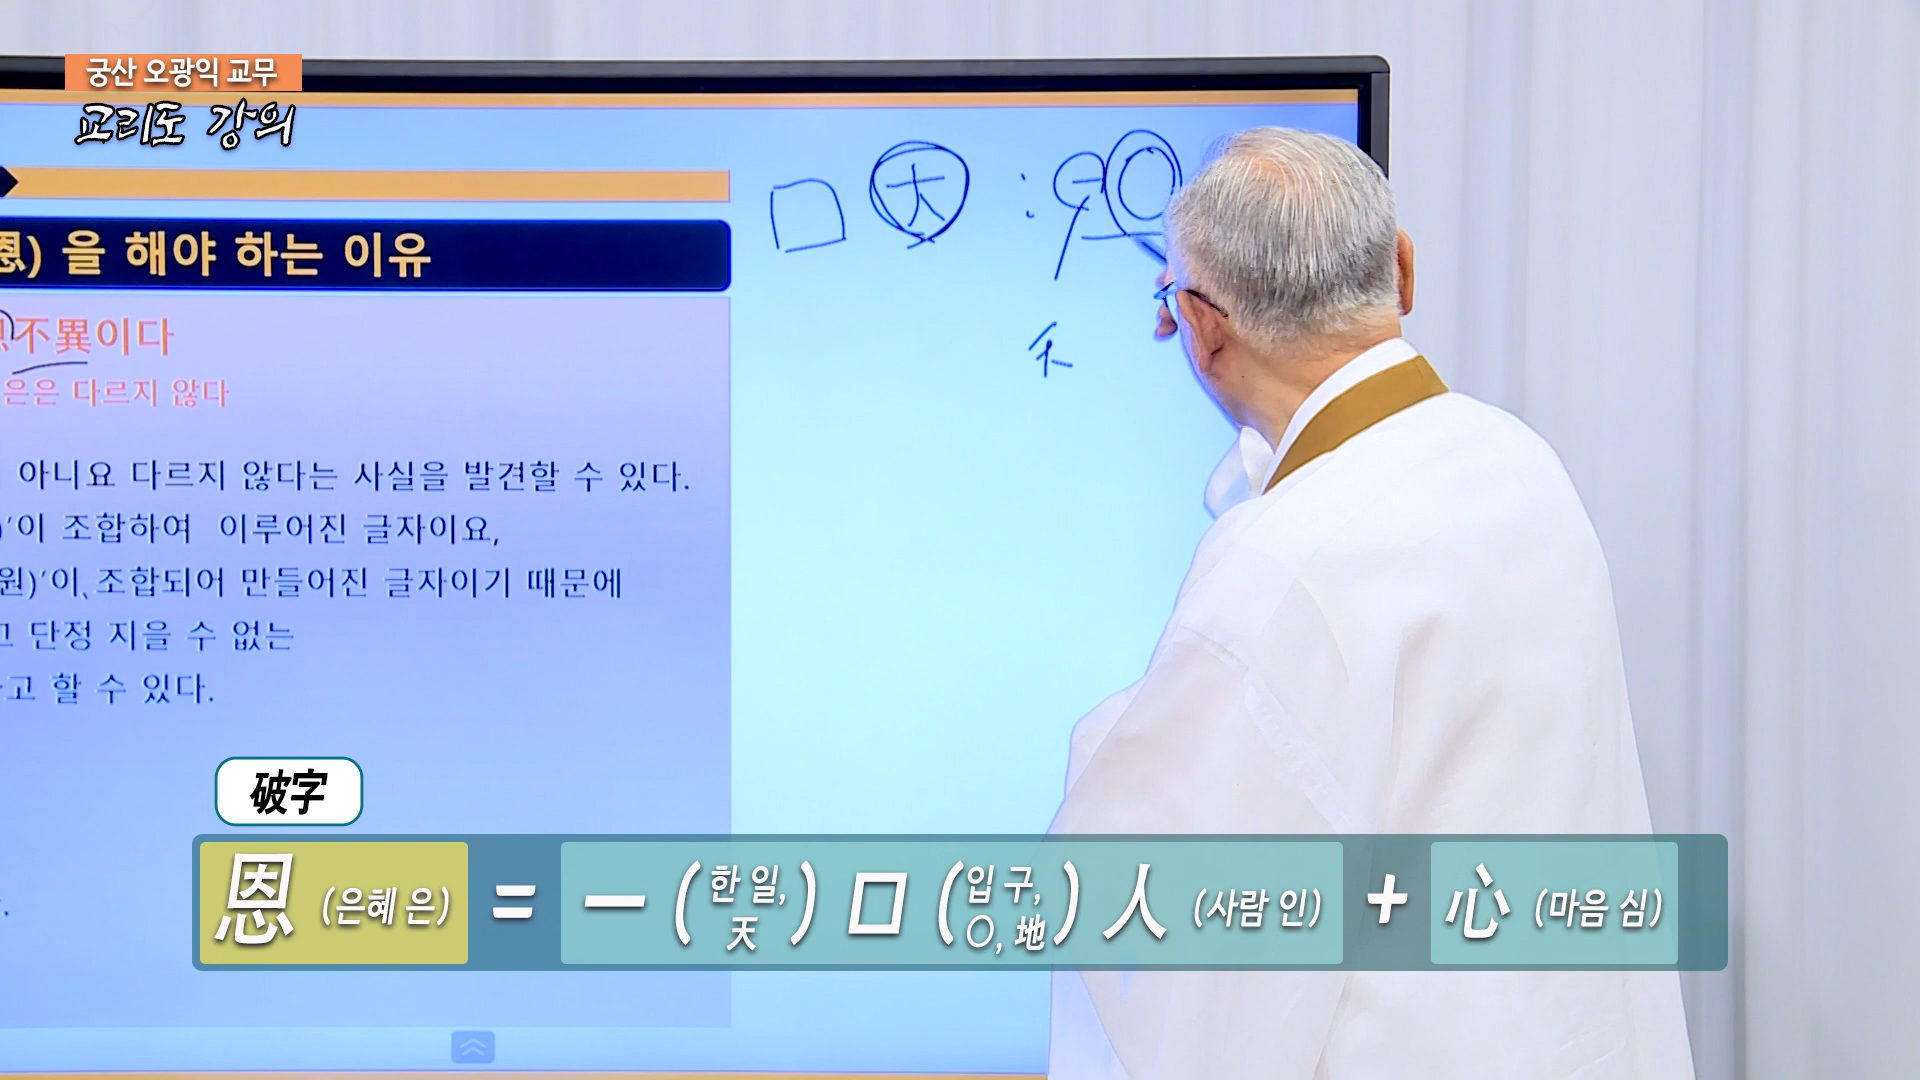 궁산 오광익 교무
교리도 강의
恩) 을 해야 하는 이유
不異이다
은은 다르지 않다
아니요 다르지 않다는 사실을 발견할 수 있다.
)'이 조합하여 이루어진 글자이요,
원)'이 조합되어 만들어진 글자이기 때문에
고 단정 지을 수 없는
고 할 수 있다.
口 大 :
破字
恩 (은혜 은) = 一 (한 일, 天) 口 (입 구, 〇, 地) 人 (사람 인) + 心 (마음 심)